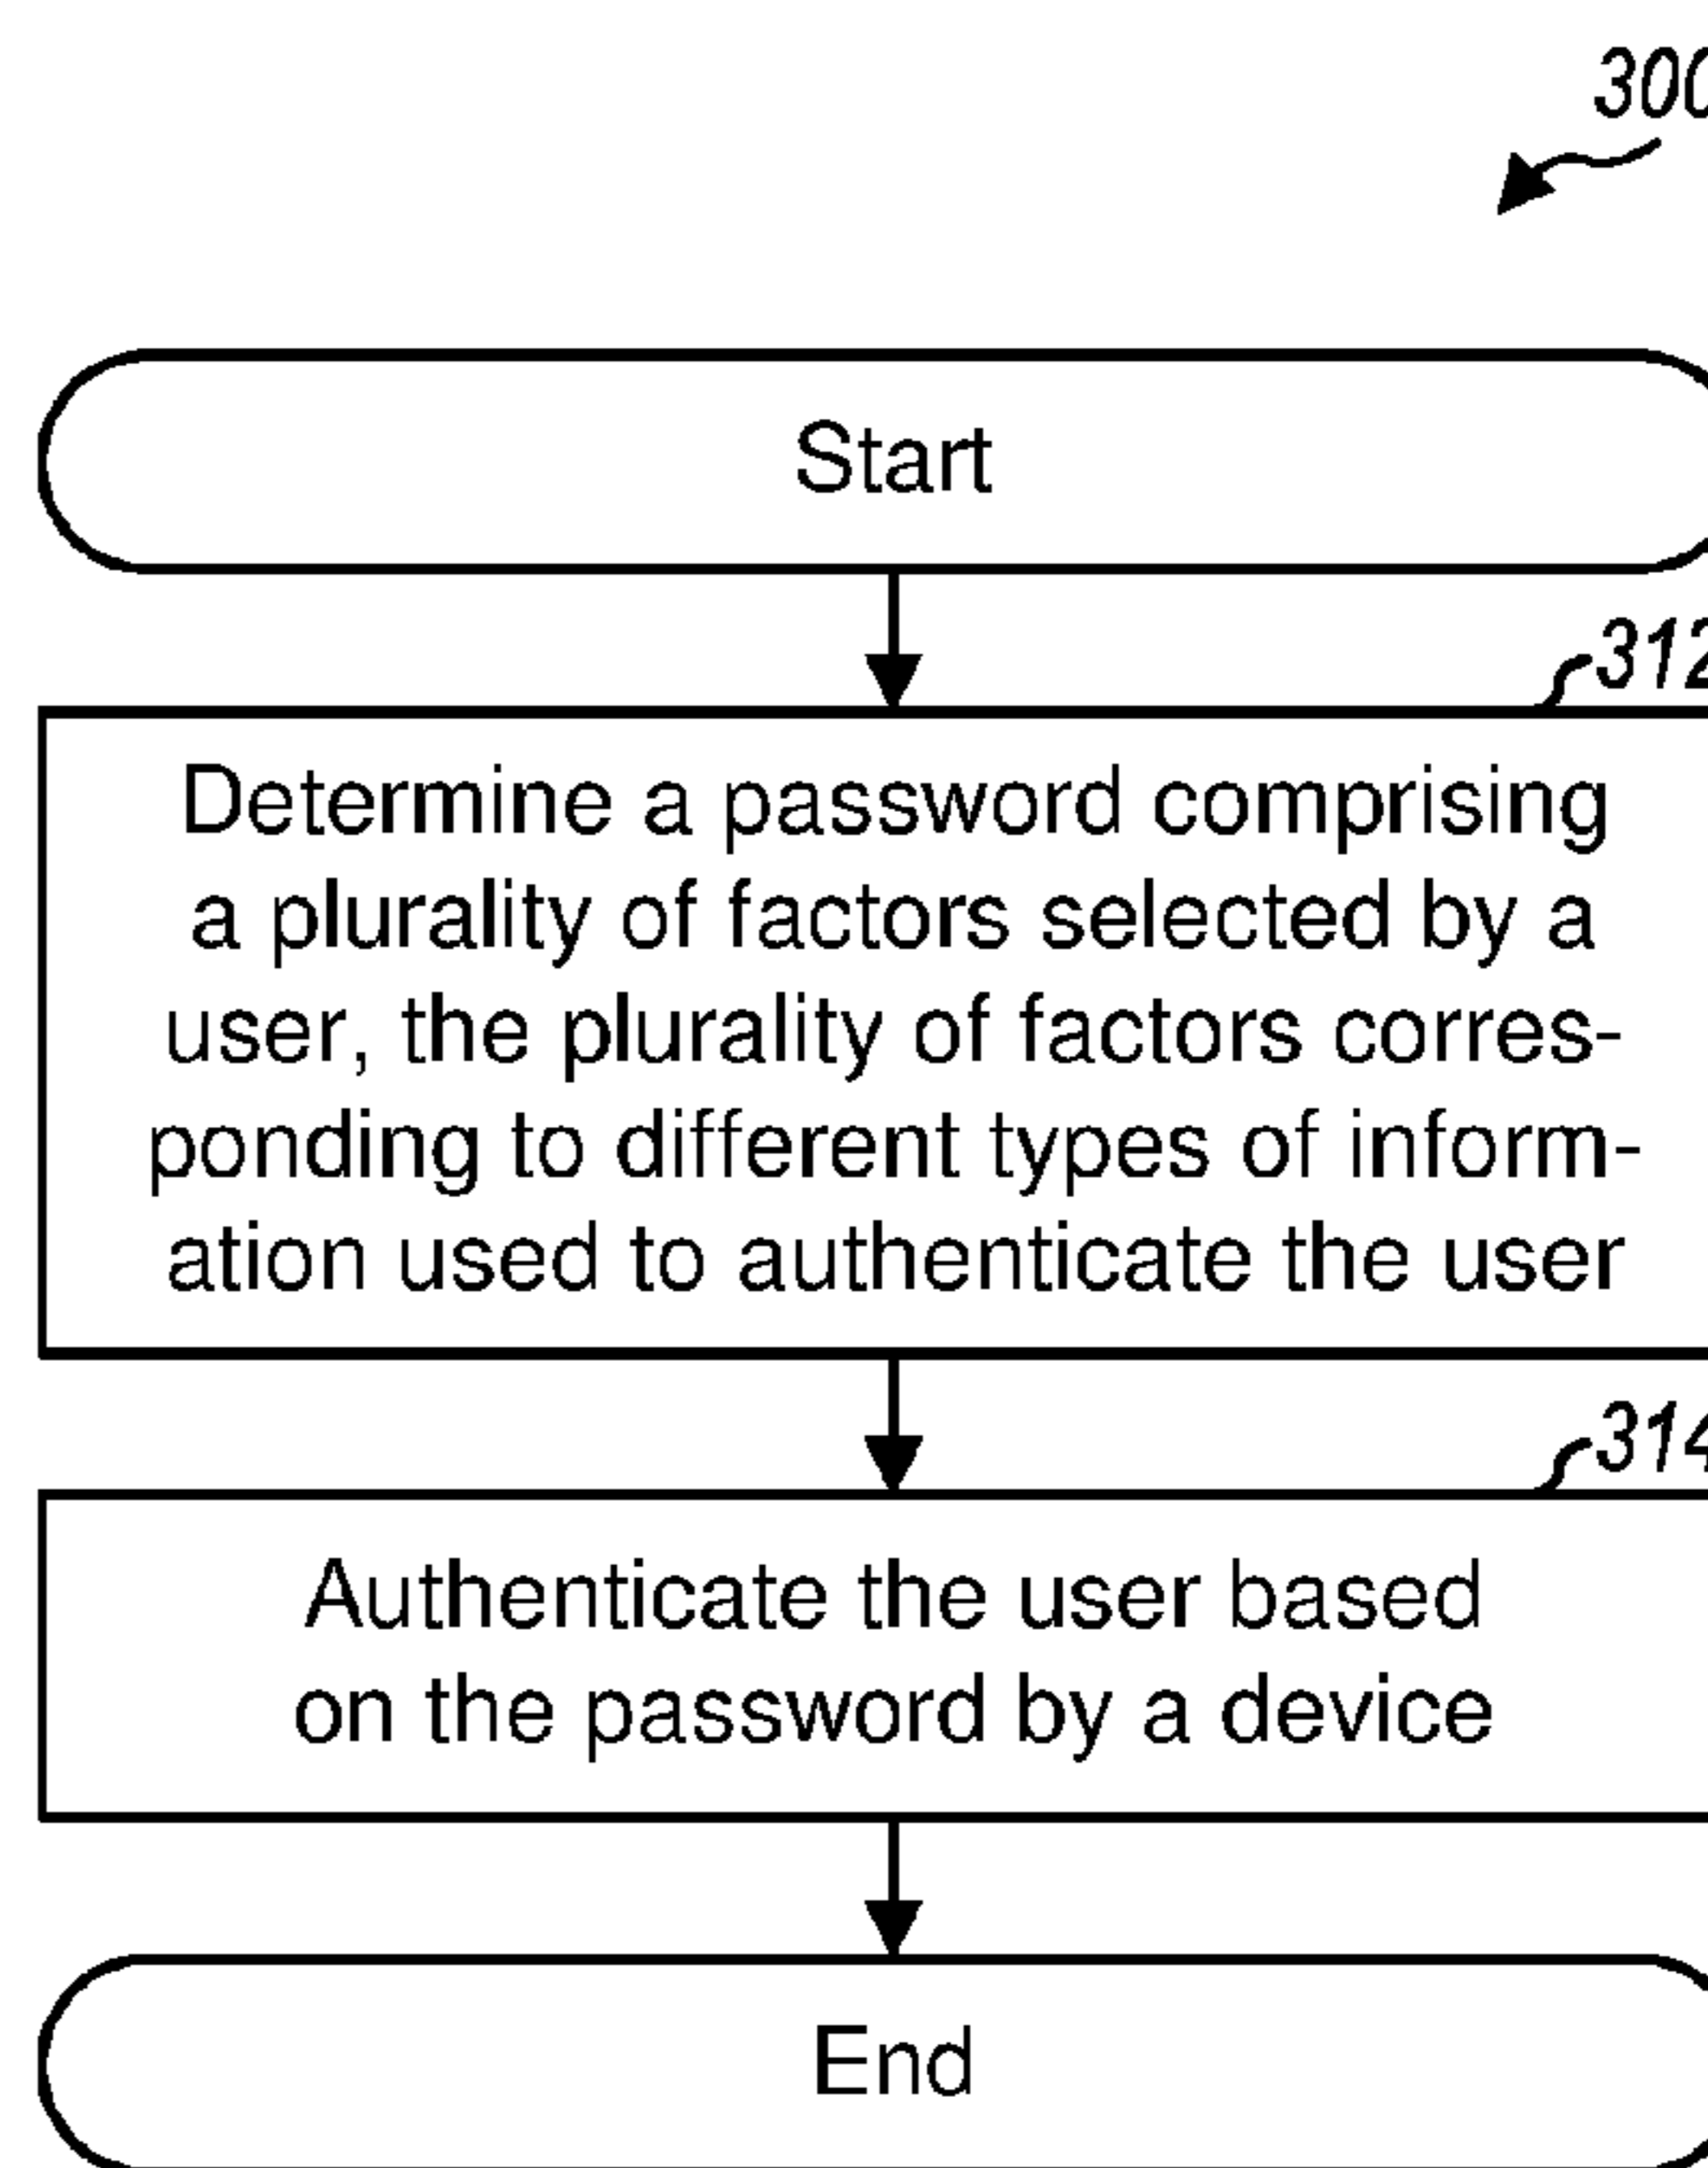 300
Start
312
Determine a password comprising
a plurality of factors selected by a
user, the plurality of factors corres-
ponding to different types of inform-
ation used to authenticate the user
314
Authenticate the user based
on the password by a device
End